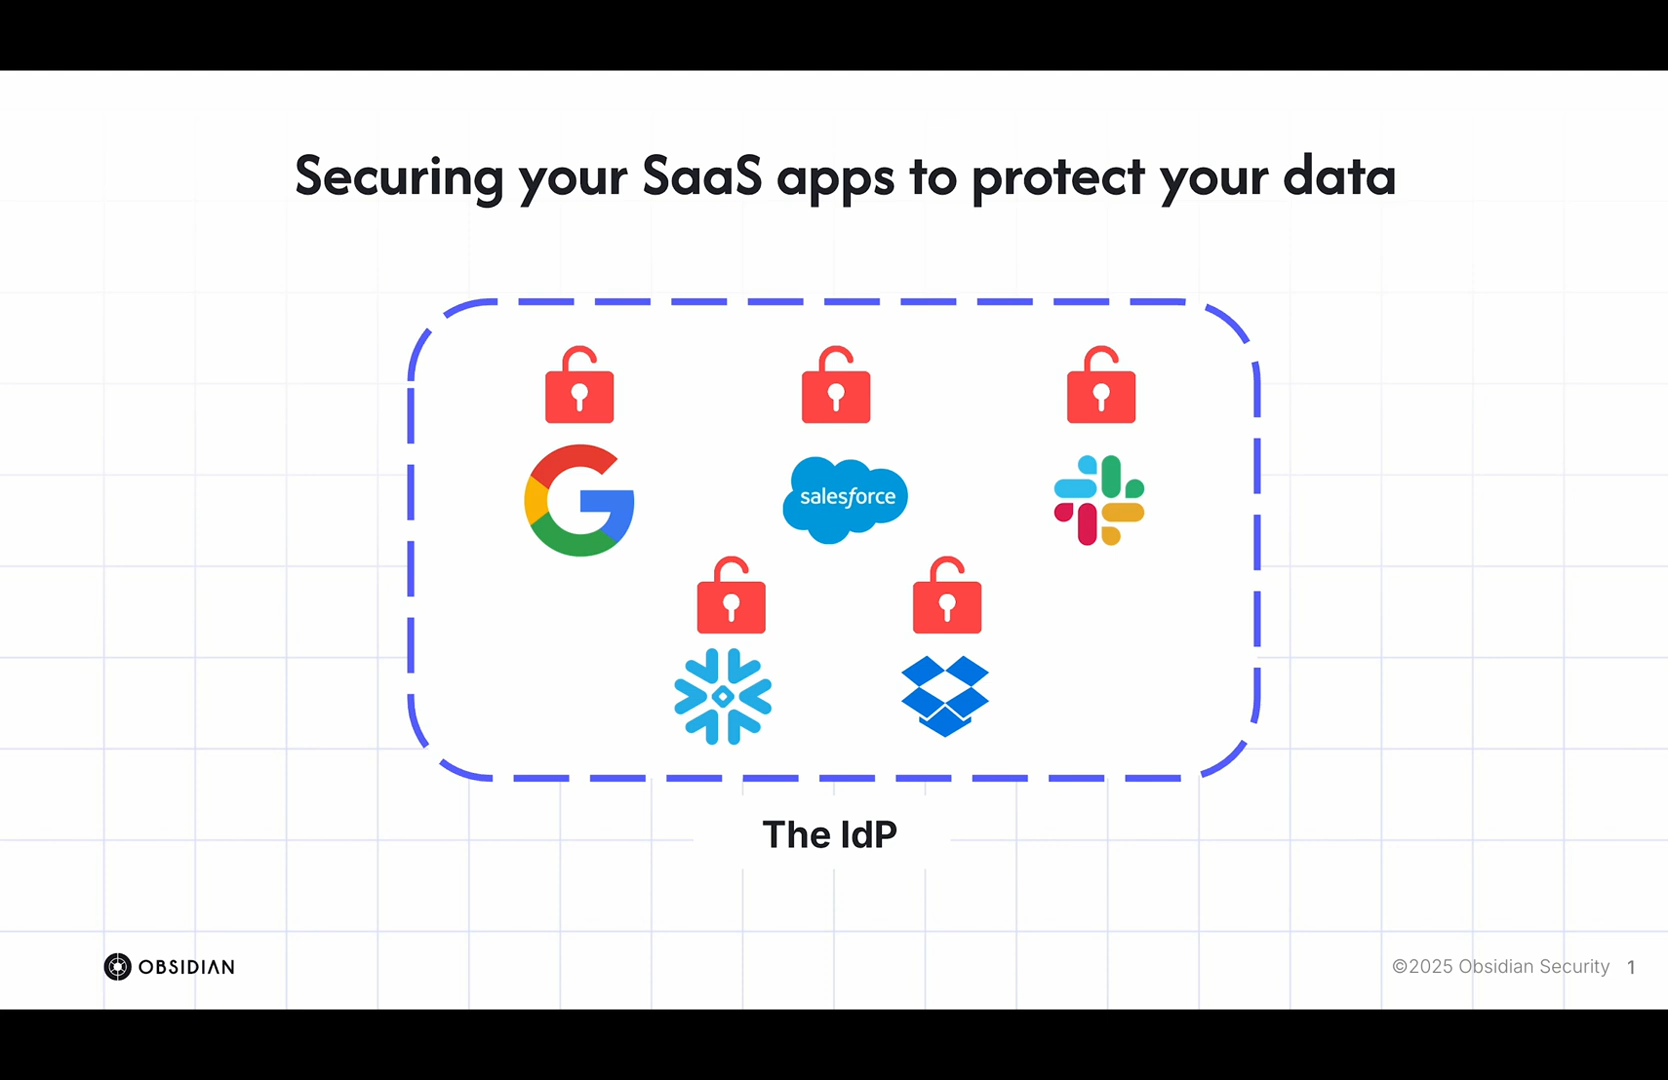 Securing your SaaS apps to protect your data
salesforce
The IdP
OBSIDIAN
©2025 Obsidian Security 1